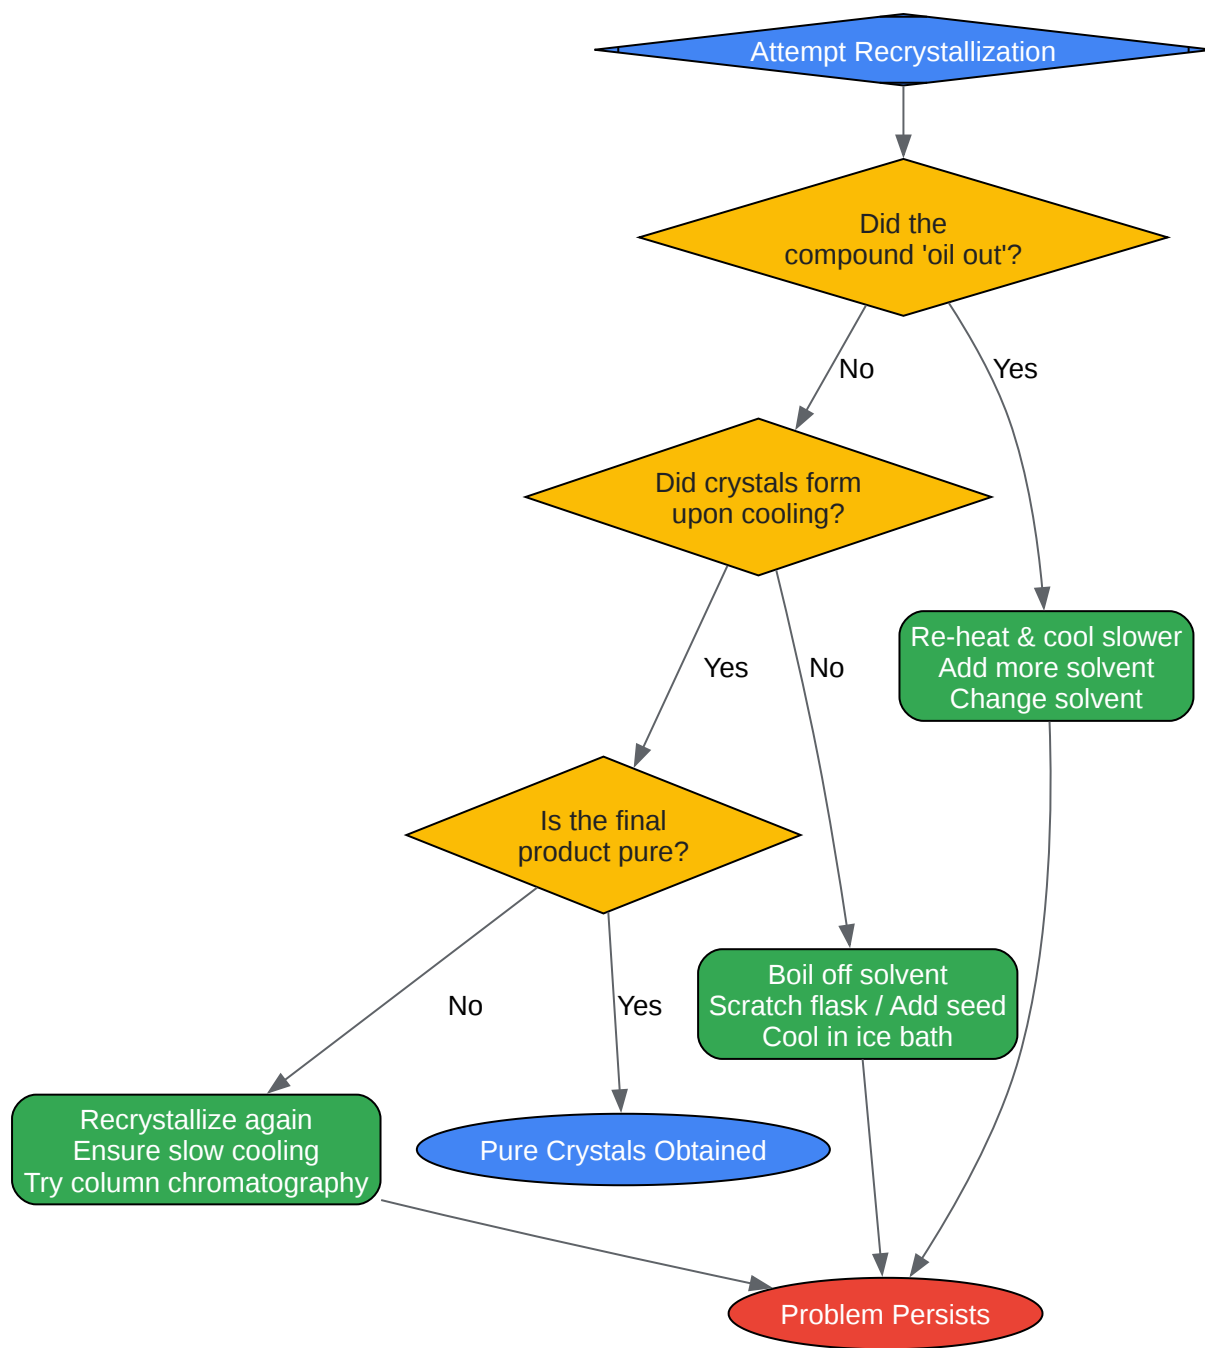 Attempt Recrystallization
Did the
compound 'oil out'?
No
Yes
Did crystals form
upon cooling?
Re-heat & cool slower
Add more solvent
Change solvent
Yes
No
Is the final
product pure?
Boil off solvent
Scratch flask / Add seed
Cool in ice bath
No
Yes
Recrystallize again
Ensure slow cooling
Try column chromatography
Pure Crystals Obtained
Problem Persists